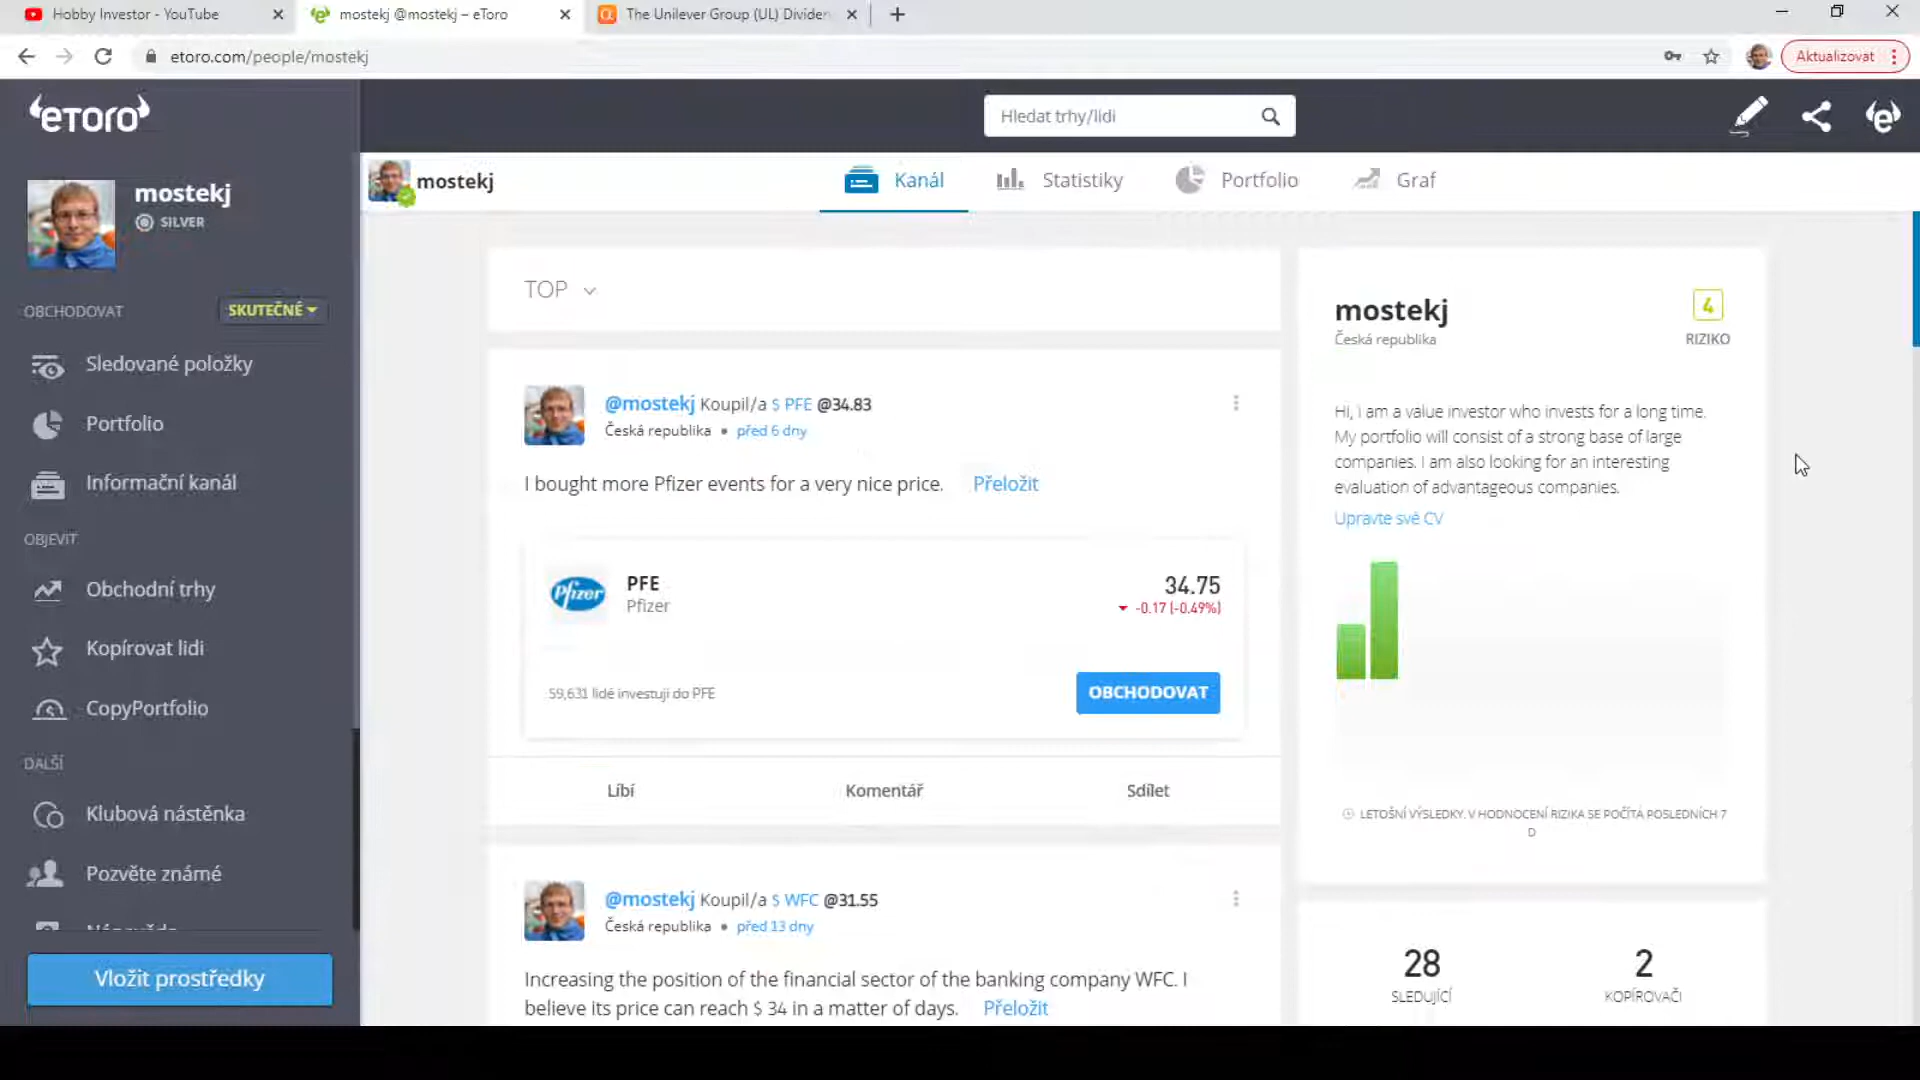 Hobby Investor - YouTube
mostekj @mostekj – eToro
The Unilever Group (UL) Divider
etoro.com/people/mostekj
Aktualizovat
eToro
Hledat trhy/lidi
mostekj
SILVER
mostekj
Kanál
Statistiky
Portfolio
Graf
OBCHODOVAT
SKUTEČNÉ
Sledované položky
Portfolio
Informační kanál
OBJEVIT
Obchodní trhy
Kopírovat lidi
CopyPortfolio
DALŠÍ
Klubová nástěnka
Pozvěte známé
Vložit prostředky
TOP
@mostekj Koupil/a $ PFE @34.83
Česká republika • před 6 dny
I bought more Pfizer events for a very nice price. Přeložit
Pfizer
PFE
Pfizer
34.75
-0.17 (-0.49%)
59,631 lidé investují do PFE
OBCHODOVAT
Líbí
Komentář
Sdílet
@mostekj Koupil/a $ WFC @31.55
Česká republika • před 13 dny
Increasing the position of the financial sector of the banking company WFC. I
believe its price can reach $ 34 in a matter of days. Přeložit
mostekj
Česká republika
4
RIZIKO
Hi, I am a value investor who invests for a long time.
My portfolio will consist of a strong base of large
companies. I am also looking for an interesting
evaluation of advantageous companies.
Upravte své CV
LETOŠNÍ VÝSLEDKY. V HODNOCENÍ RIZIKA SE POČÍTÁ POSLEDNÍCH 7
D
28
SLEDUJÍCÍ
2
KOPÍROVAČI